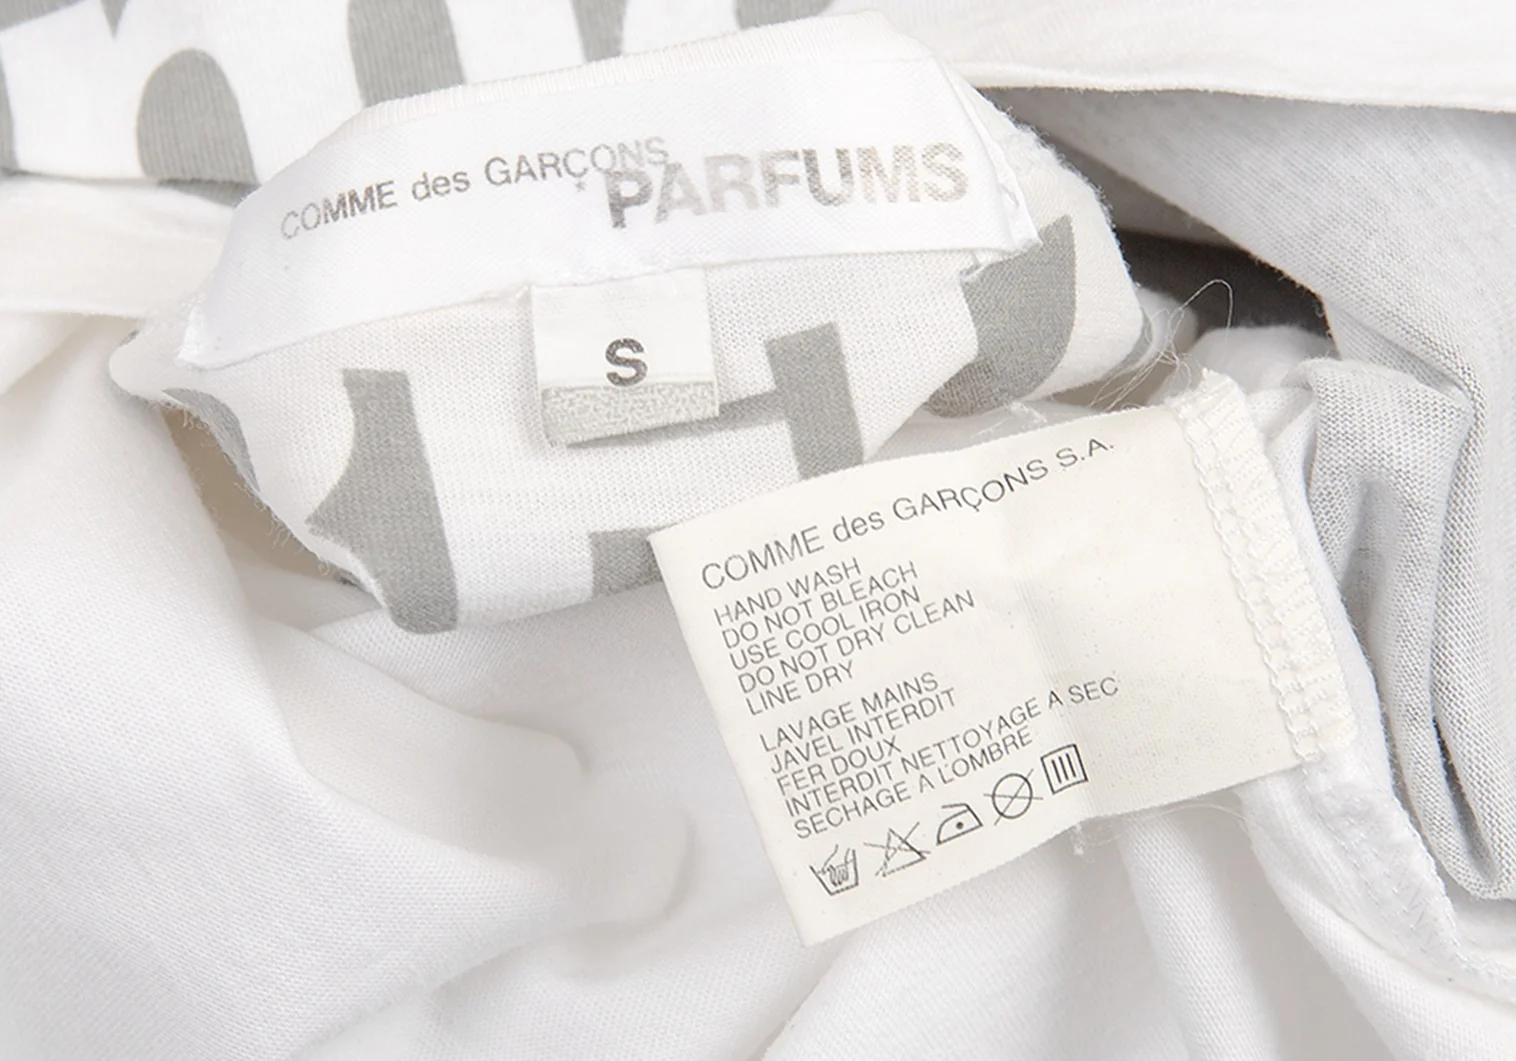 COMME des GARÇONS
PARFUMS
S
COMME des GARÇONS S.A.
HAND WASH
DO NOT BLEACH
USE COOL IRON
DO NOT DRY CLEAN
LINE DRY
LAVAGE MAINS
JAVEL INTERDIT
FER DOUX
INTERDIT NETTOYAGE A SEC
SECHAGE A L'OMBRE